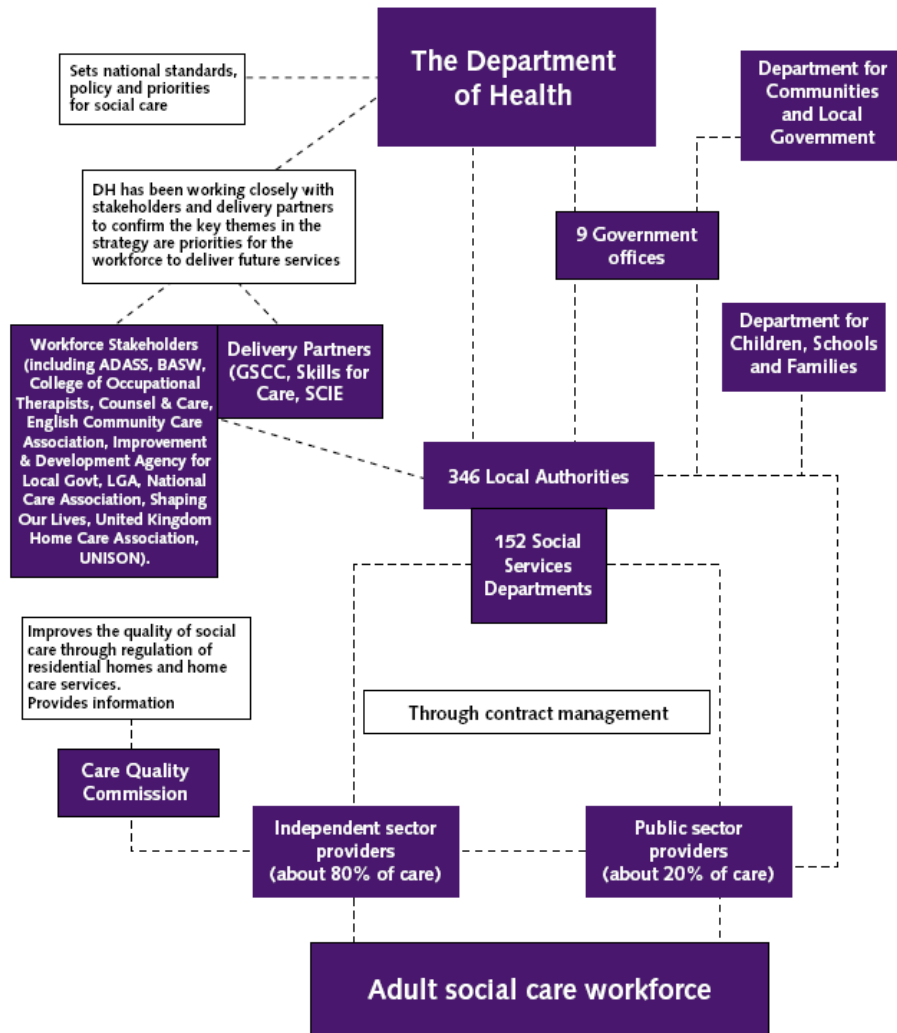 The Department
of Health
Sets national standards,
policy and priorities
for social care
Department for
Communities
and Local
Government
DH has been working closely with
stakeholders and delivery partners
to confirm the key themes in the
strategy are priorities for the
workforce to deliver future services
9 Government
offices
Workforce Stakeholders
(including ADASS, BASW,
College of Occupational
Therapists, Counsel & Care,
English Community Care
Association, Improvement
& Development Agency for
Local Govt, LGA, National
Care Association, Shaping
Our Lives, United Kingdom
Home Care Association,
UNISON).
Delivery Partners
(GSCC, Skills for
Care, SCIE
Department for
Children, Schools
and Families
346 Local Authorities
152 Social
Services
Departments
Improves the quality of social
care through regulation of
residential homes and home
care services.
Provides information
Through contract management
Care Quality
Commission
Independent sector
providers
(about 80% of care)
Public sector
providers
(about 20% of care)
Adult social care workforce